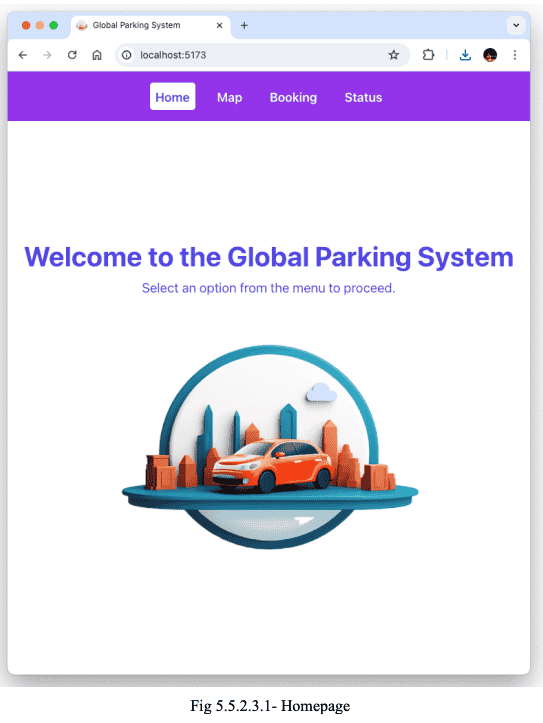 Global Parking System
localhost:5173
Home Map Booking Status
Welcome to the Global Parking System
Select an option from the menu to proceed.
Fig 5.5.2.3.1- Homepage